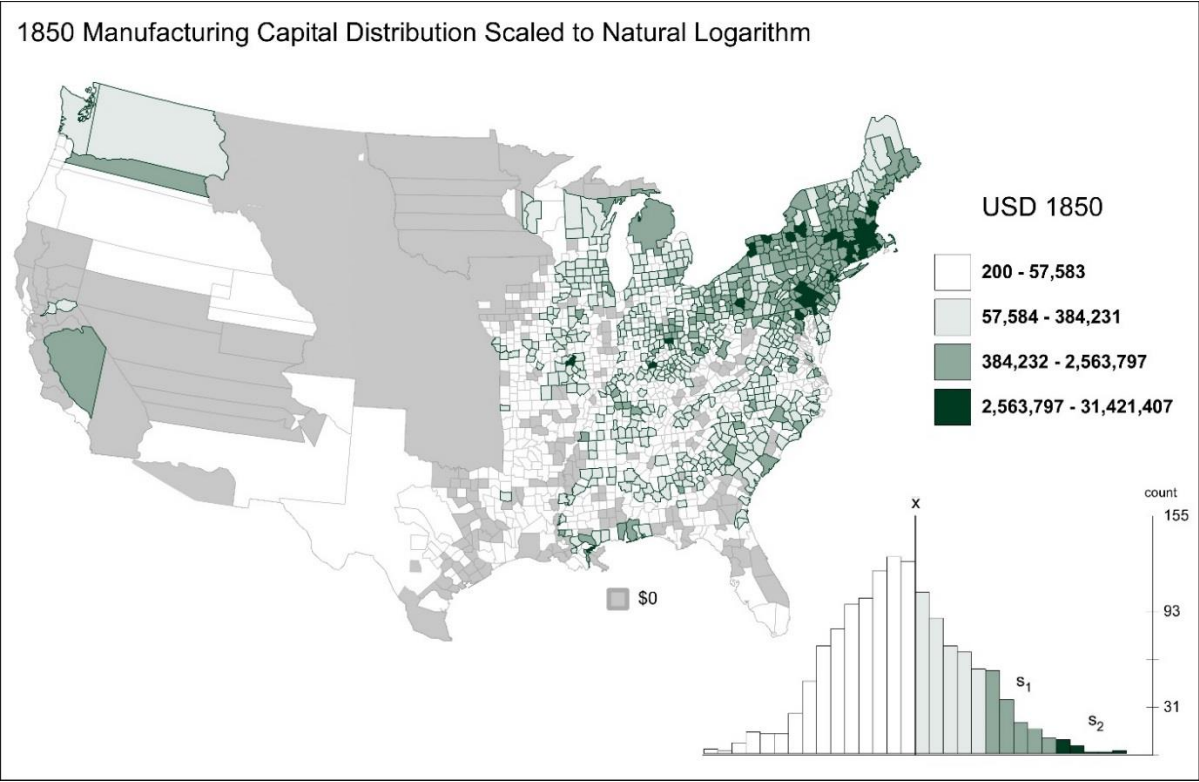 1850 Manufacturing Capital Distribution Scaled to Natural Logarithm
USD 1850
200 - 57,583
57,584 - 384,231
384,232 - 2,563,797
2,563,797 - 31,421,407
$0
count
x
155
93
s1
31
s2